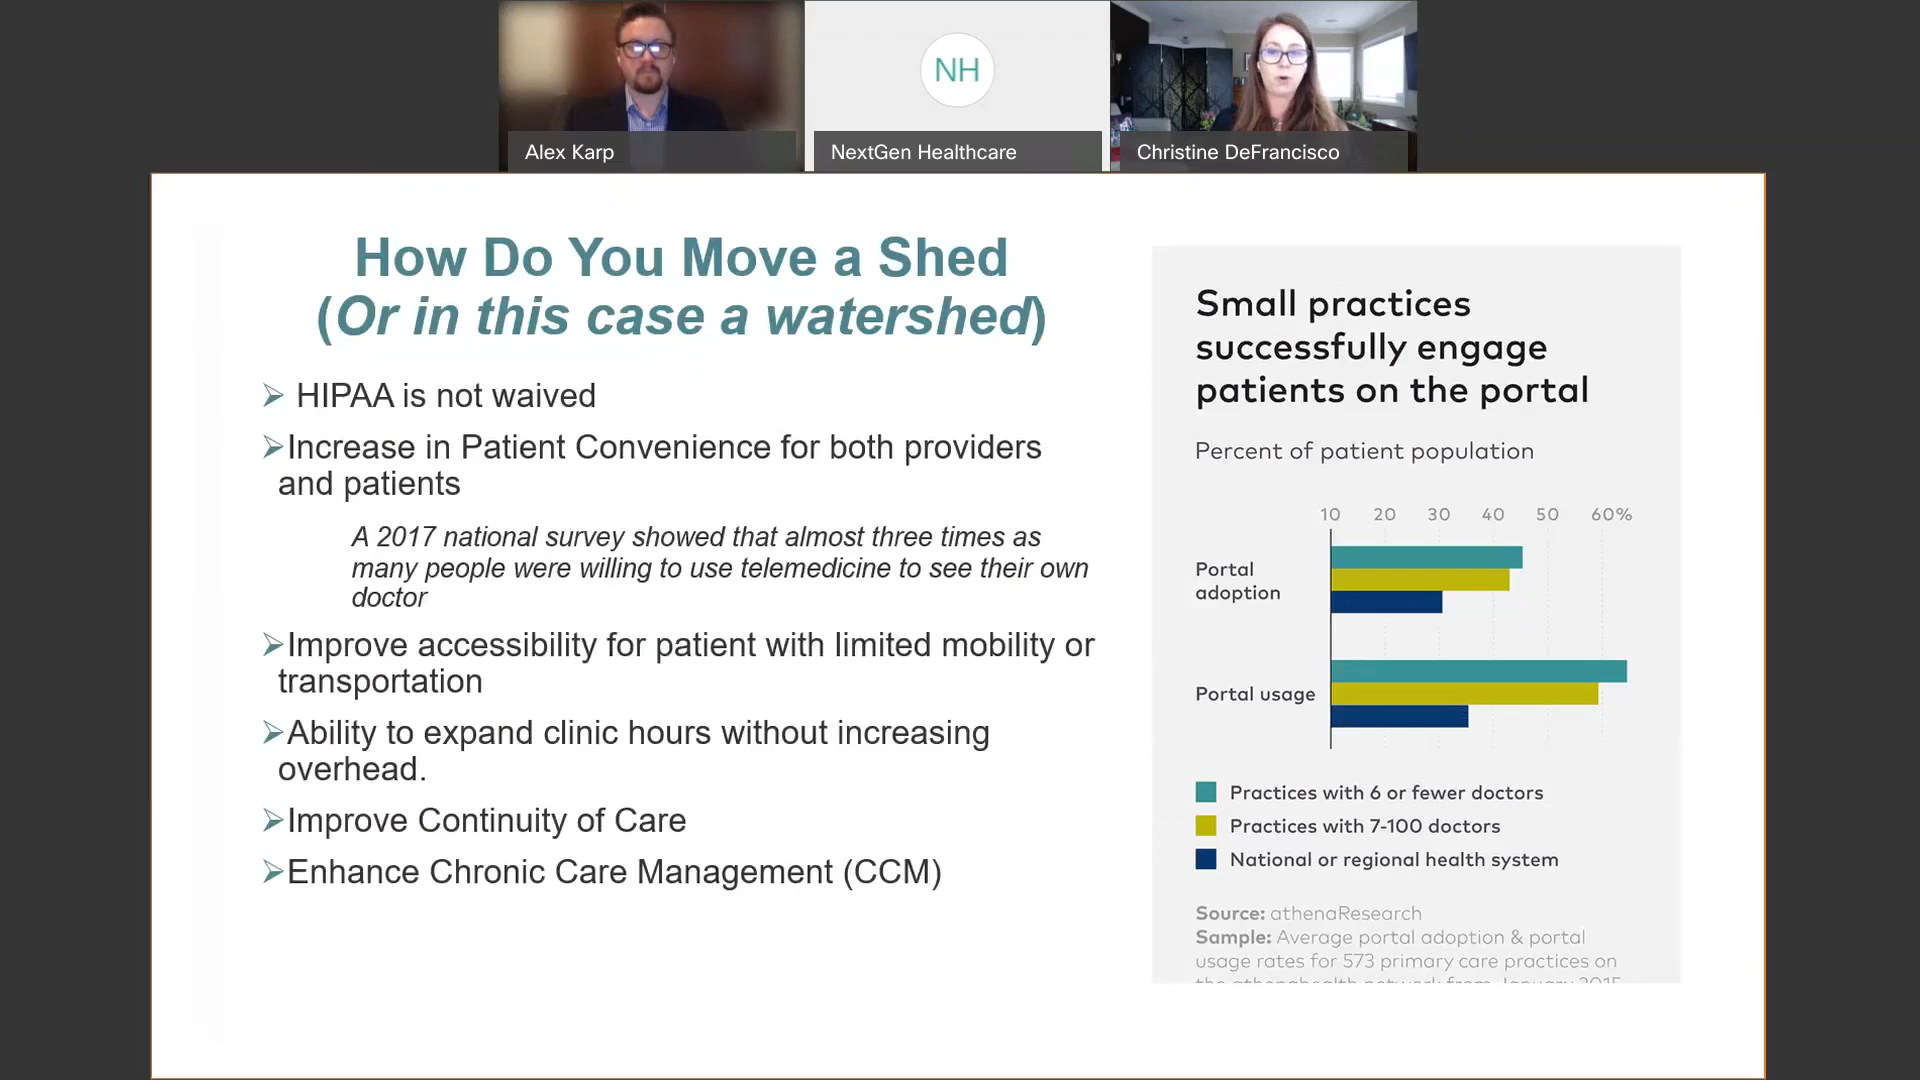 NH
Alex Karp
NextGen Healthcare
Christine DeFrancisco
How Do You Move a Shed
(Or in this case a watershed)
HIPAA is not waived
Increase in Patient Convenience for both providers
and patients
A 2017 national survey showed that almost three times as
many people were willing to use telemedicine to see their own
doctor
Improve accessibility for patient with limited mobility or
transportation
Ability to expand clinic hours without increasing
overhead.
Improve Continuity of Care
Enhance Chronic Care Management (CCM)
Small practices
successfully engage
patients on the portal
Percent of patient population
10 20 30 40 50 60%
Portal
adoption
Portal usage
Practices with 6 or fewer doctors
Practices with 7-100 doctors
National or regional health system
Source: athenaResearch
Sample: Average portal adoption & portal
usage rates for 573 primary care practices on
the athenahealth network from January 2015